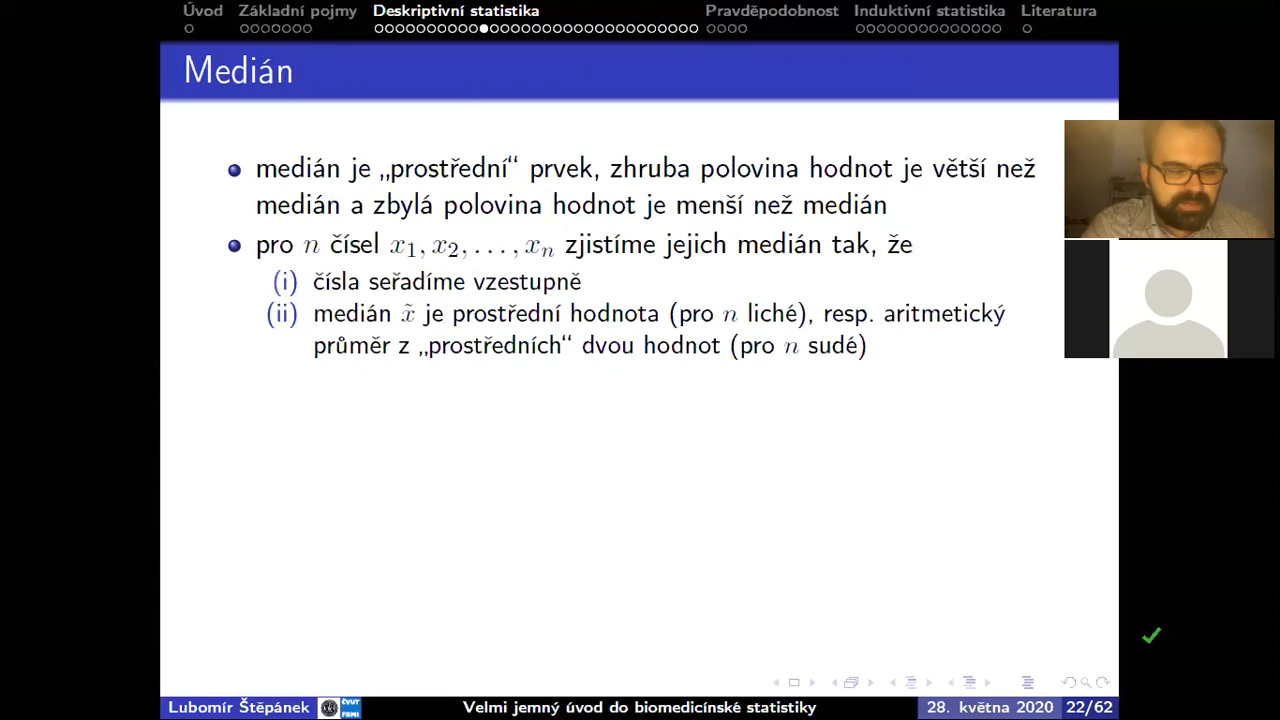 Úvod Základní pojmy Deskriptivní statistika Pravděpodobnost Induktivní statistika Literatura
Medián
medián je „prostřední“ prvek, zhruba polovina hodnot je větší než
medián a zbylá polovina hodnot je menší než medián
pro n čísel x₁, x₂, . . . , xₙ zjistíme jejich medián tak, že
(i) čísla seřadíme vzestupně
(ii) medián x̃ je prostřední hodnota (pro n liché), resp. aritmetický
průměr z „prostředních“ dvou hodnot (pro n sudé)
Lubomír Štěpánek ČVUT FBMI Velmi jemný úvod do biomedicínské statistiky 28. května 2020 22/62